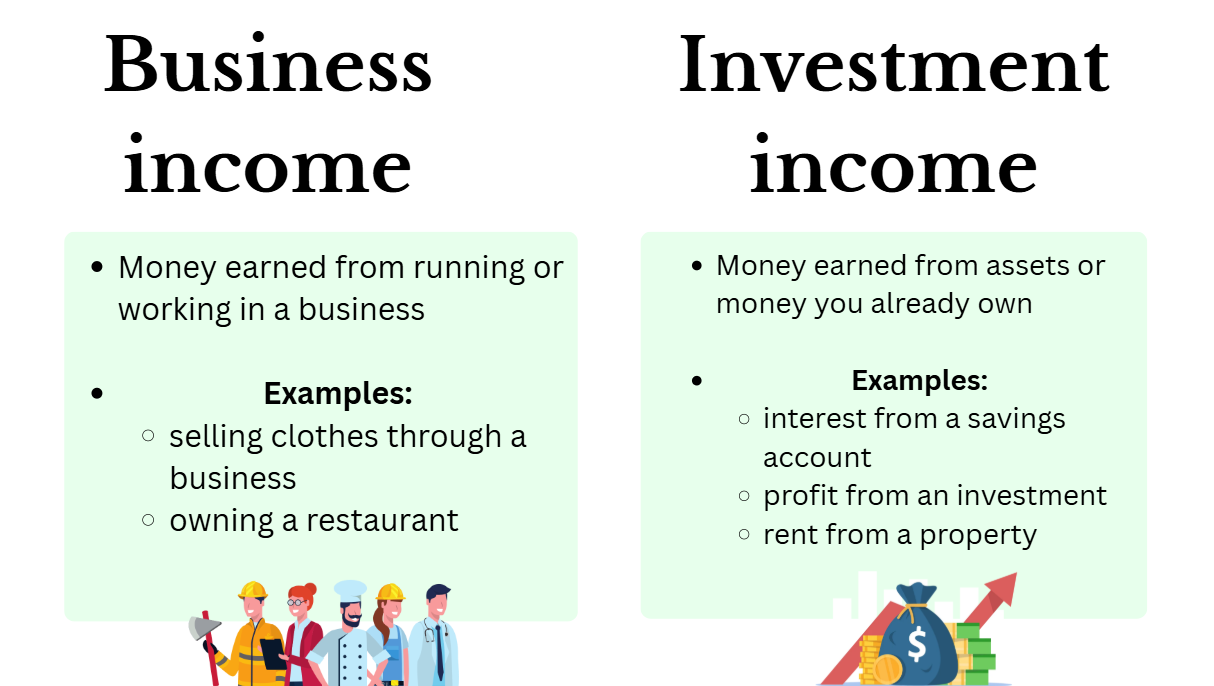 Business
income
• Money earned from running or
working in a business
• Examples:
○ selling clothes through a
business
○ owning a restaurant
Investment
income
• Money earned from assets or
money you already own
• Examples:
○ interest from a savings
account
○ profit from an investment
○ rent from a property
$